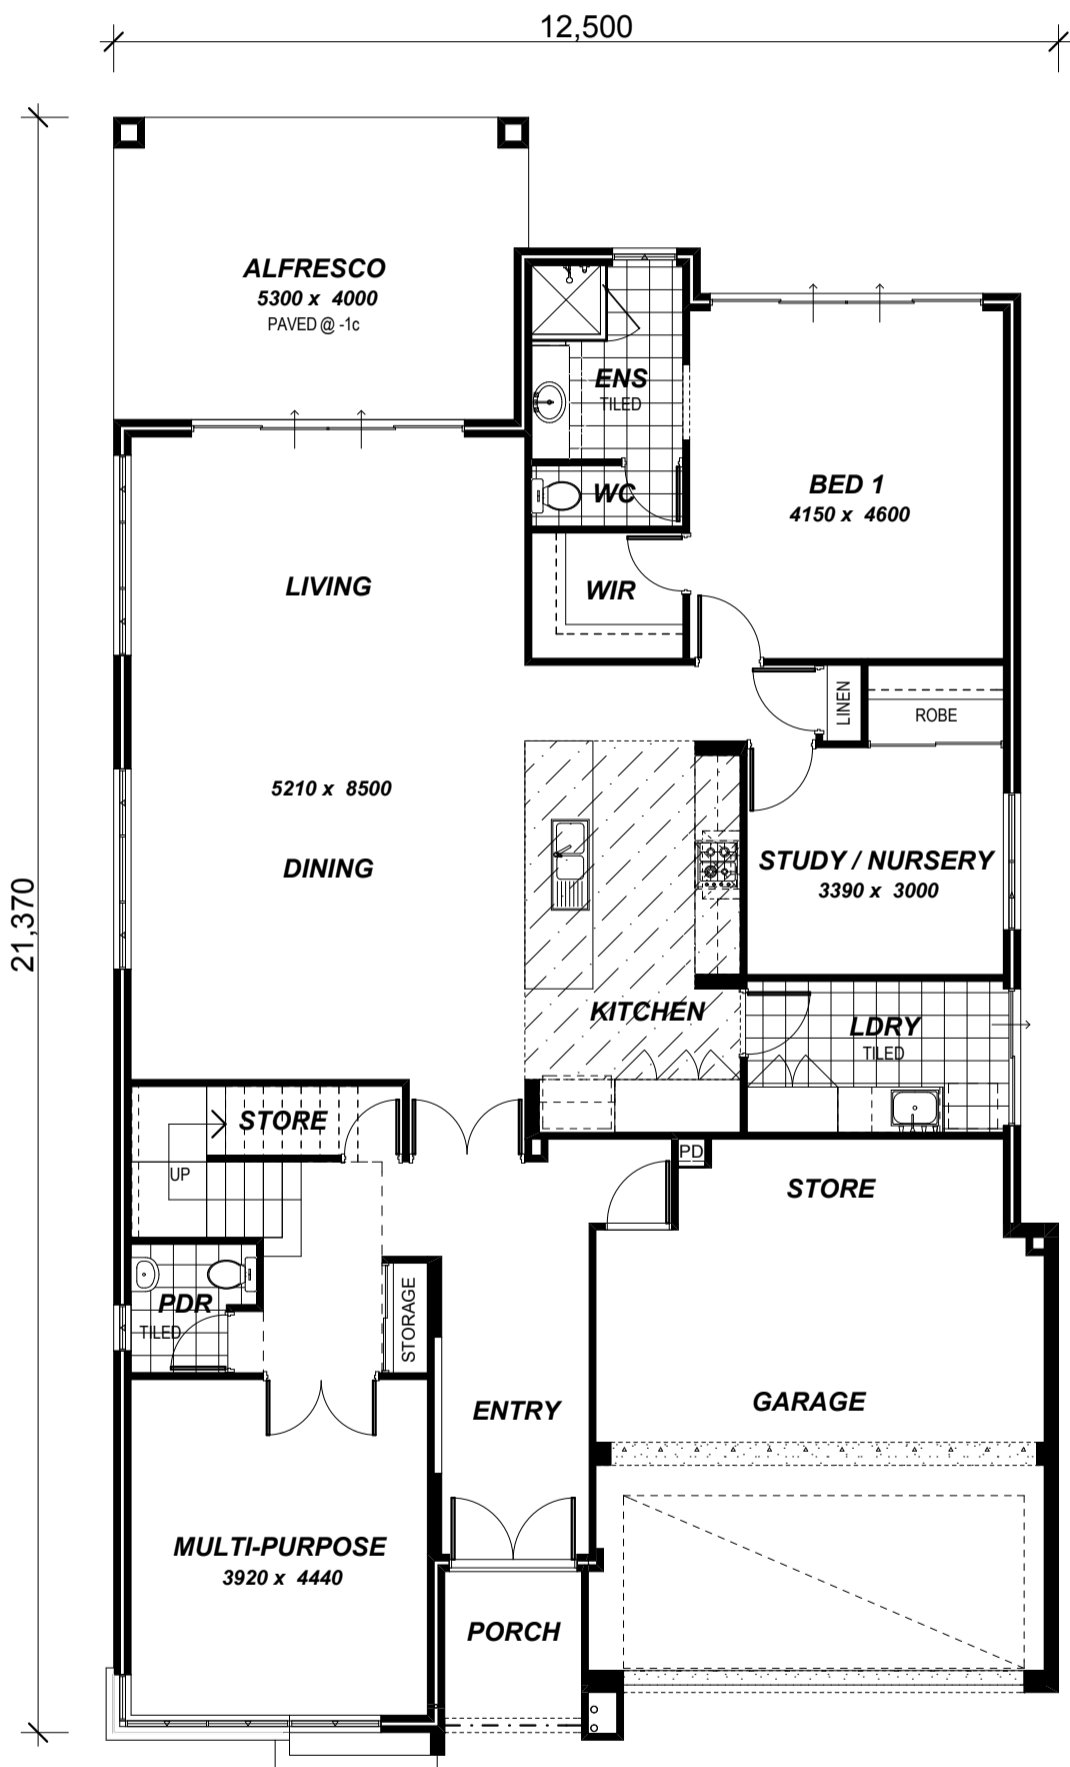 12,500
21,370
ALFRESCO
5300 x 4000
PAVED @ -1c
ENS
TILED
BED 1
4150 x 4600
WC
LIVING
WIR
LINEN
ROBE
5210 x 8500
DINING
STUDY / NURSERY
3390 x 3000
KITCHEN
LDRY
TILED
STORE
UP
PD
STORE
PDR
TILED
STORAGE
ENTRY
GARAGE
MULTI-PURPOSE
3920 x 4440
PORCH